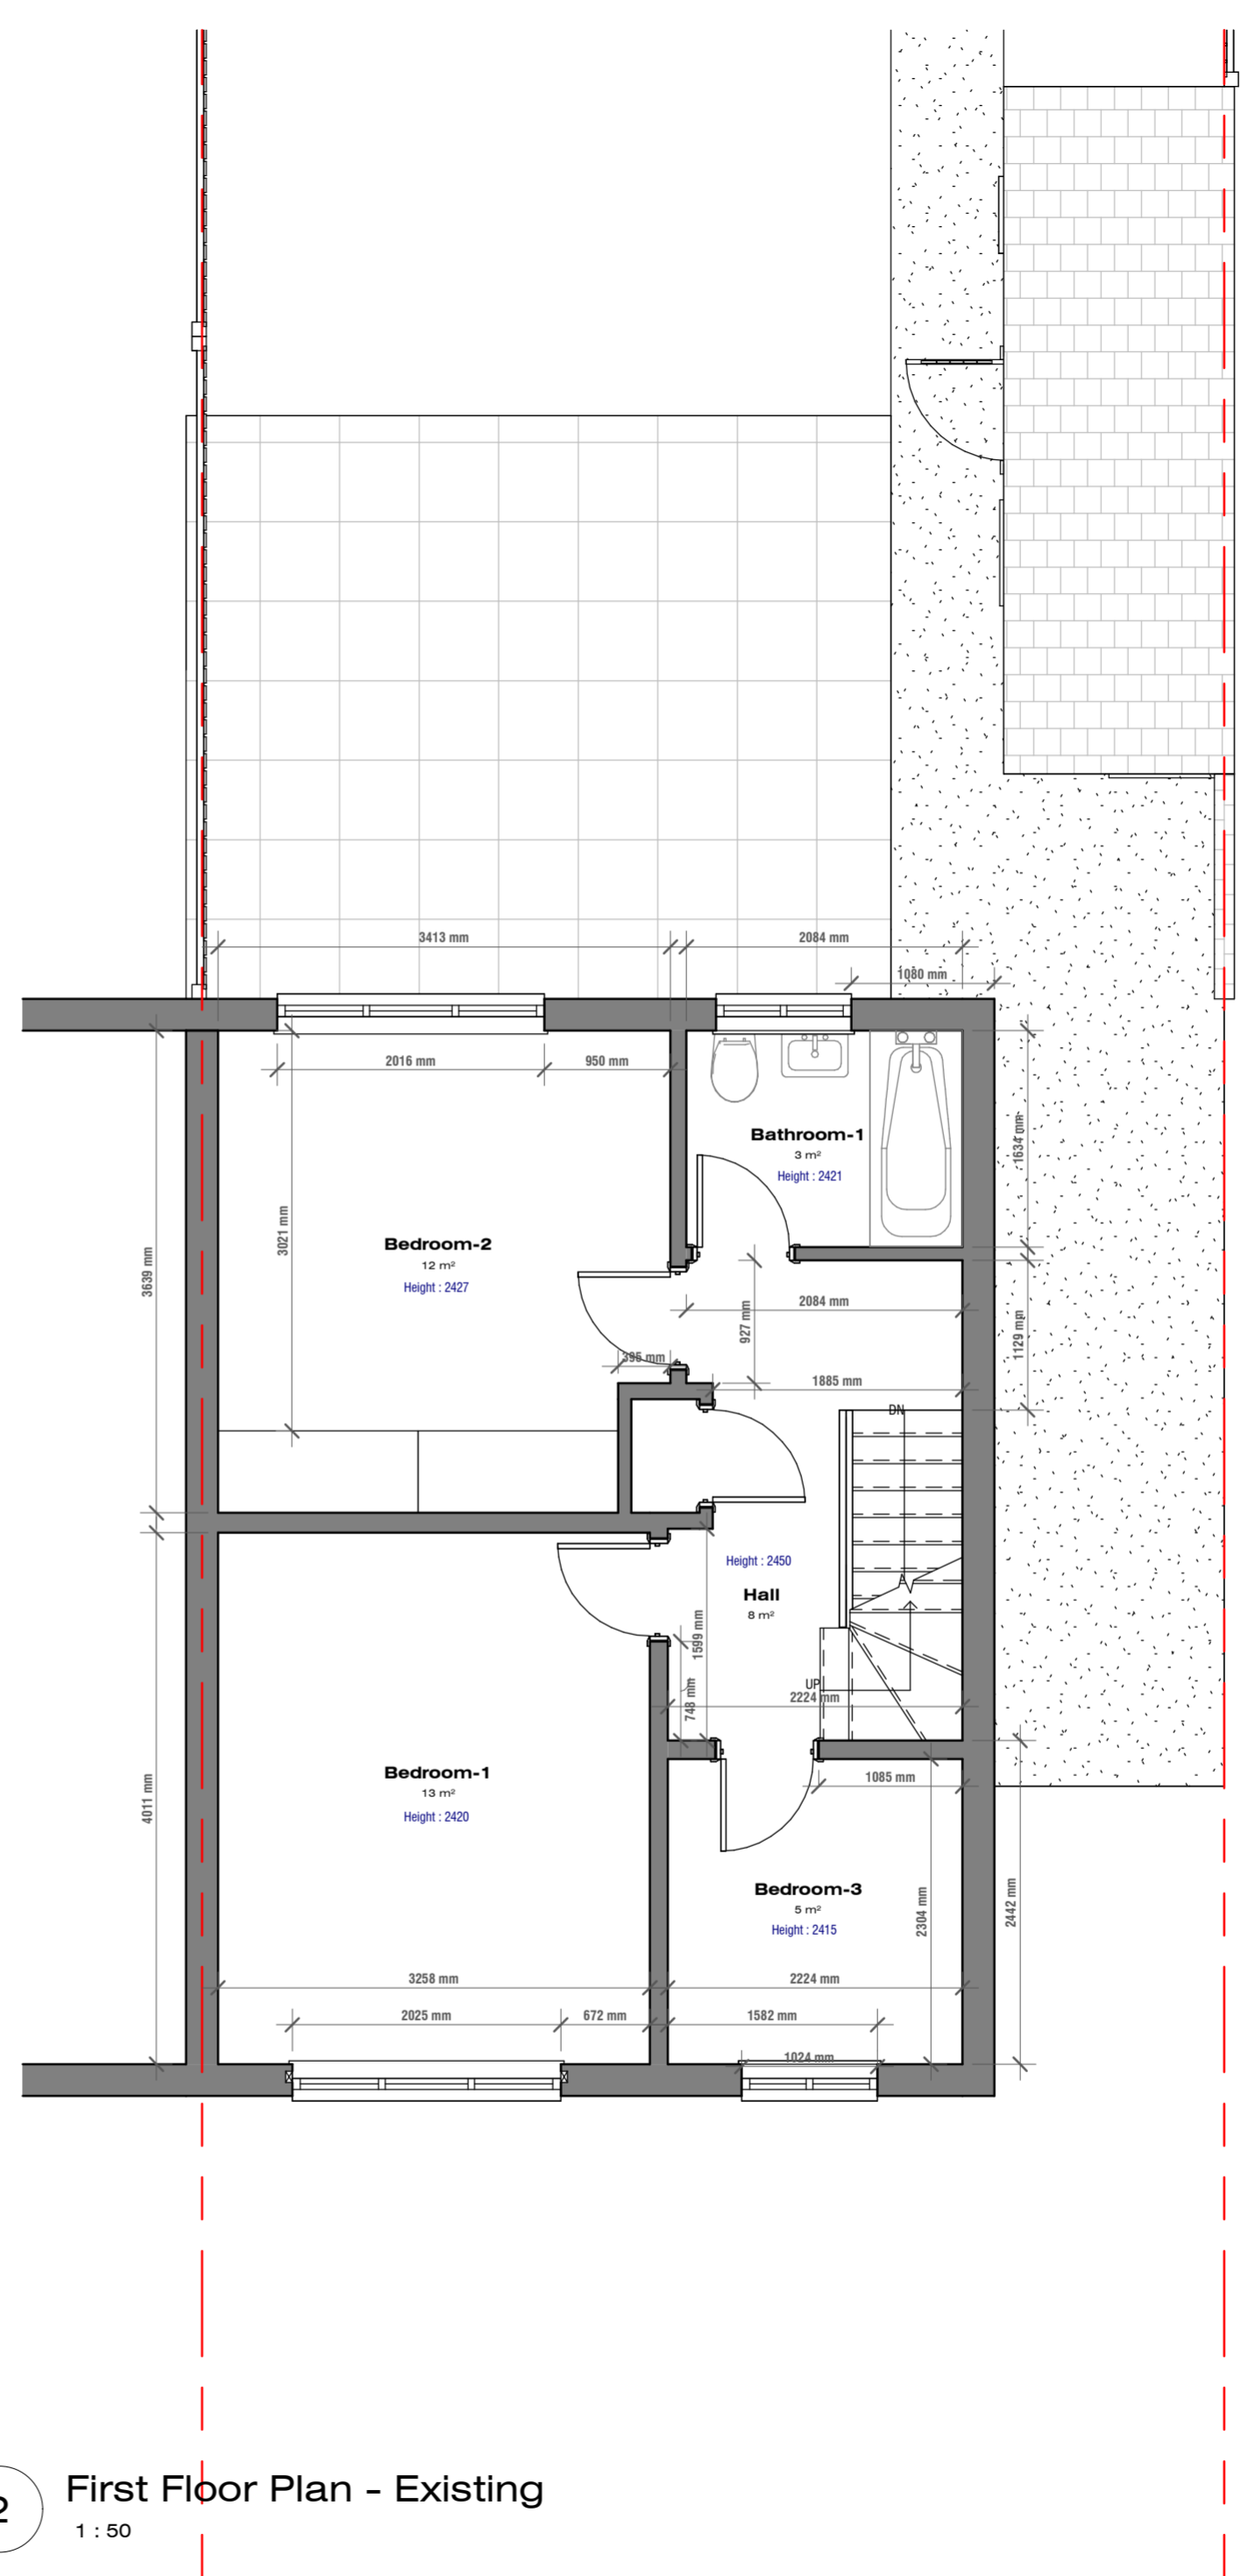 3413 mm
2084 mm
1080 mm
2016 mm
950 mm
Bathroom-1
3 m²
Height : 2421
1634 mm
3021 mm
Bedroom-2
12 m²
Height : 2427
3639 mm
2084 mm
927 mm
1129 mm
395 mm
1885 mm
DN
Height : 2450
Hall
8 m²
1599 mm
UP
748 mm
2224 mm
Bedroom-1
13 m²
Height : 2420
4011 mm
1085 mm
Bedroom-3
5 m²
Height : 2415
2304 mm
2442 mm
3258 mm
2224 mm
2025 mm
672 mm
1582 mm
1024 mm
2
First Floor Plan - Existing
1 : 50